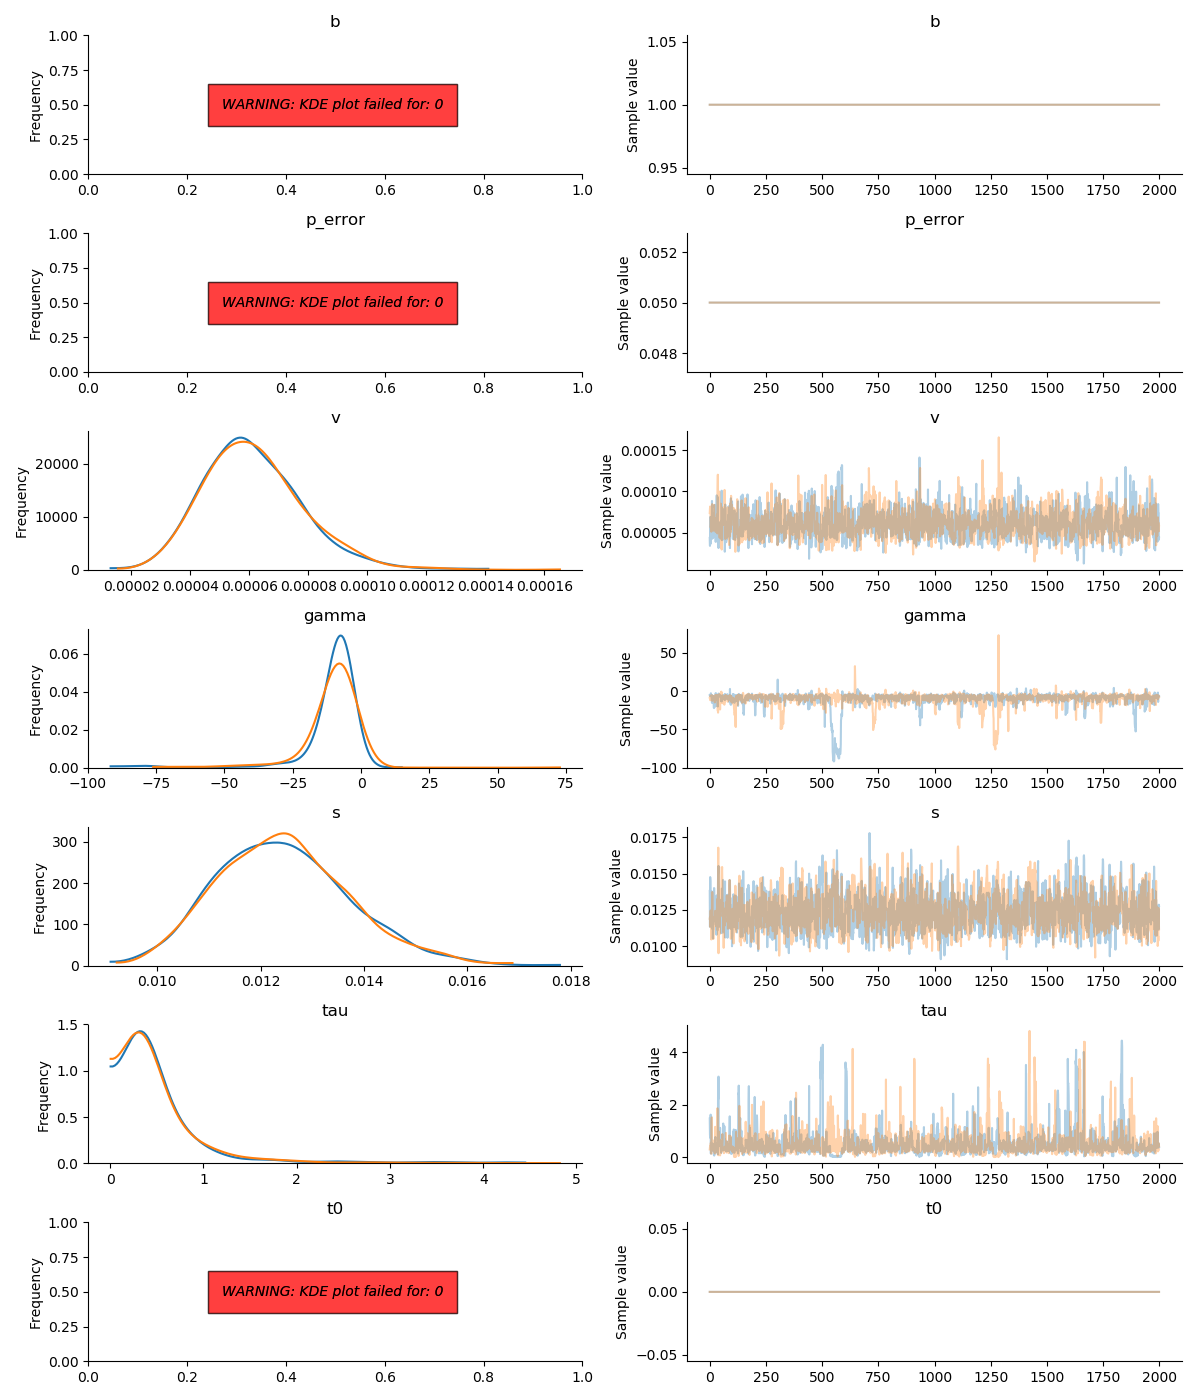 b
b
1.00
0.75
0.50
0.25
0.00
Frequency
WARNING: KDE plot failed for: 0
0.0 0.2 0.4 0.6 0.8 1.0
1.05
1.00
0.95
Sample value
0 250 500 750 1000 1250 1500 1750 2000
p_error
p_error
1.00
0.75
0.50
0.25
0.00
Frequency
WARNING: KDE plot failed for: 0
0.0 0.2 0.4 0.6 0.8 1.0
0.052
0.050
0.048
Sample value
0 250 500 750 1000 1250 1500 1750 2000
v
v
20000
10000
0
Frequency
0.00002 0.00004 0.00006 0.00008 0.00010 0.00012 0.00014 0.00016
0.00015
0.00010
0.00005
Sample value
0 250 500 750 1000 1250 1500 1750 2000
gamma
gamma
0.06
0.04
0.02
0.00
Frequency
−100 −75 −50 −25 0 25 50 75
50
0
−50
−100
Sample value
0 250 500 750 1000 1250 1500 1750 2000
s
s
300
200
100
0
Frequency
0.010 0.012 0.014 0.016 0.018
0.0175
0.0150
0.0125
0.0100
Sample value
0 250 500 750 1000 1250 1500 1750 2000
tau
tau
1.5
1.0
0.5
0.0
Frequency
0 1 2 3 4 5
4
2
0
Sample value
0 250 500 750 1000 1250 1500 1750 2000
t0
t0
1.00
0.75
0.50
0.25
0.00
Frequency
WARNING: KDE plot failed for: 0
0.0 0.2 0.4 0.6 0.8 1.0
0.05
0.00
−0.05
Sample value
0 250 500 750 1000 1250 1500 1750 2000